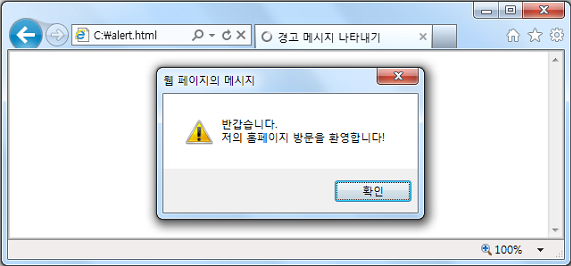 C:\alert.html
경고 메시지 나타내기
웹 페이지의 메시지
반갑습니다.
저의 홈페이지 방문을 환영합니다!
확인
100%